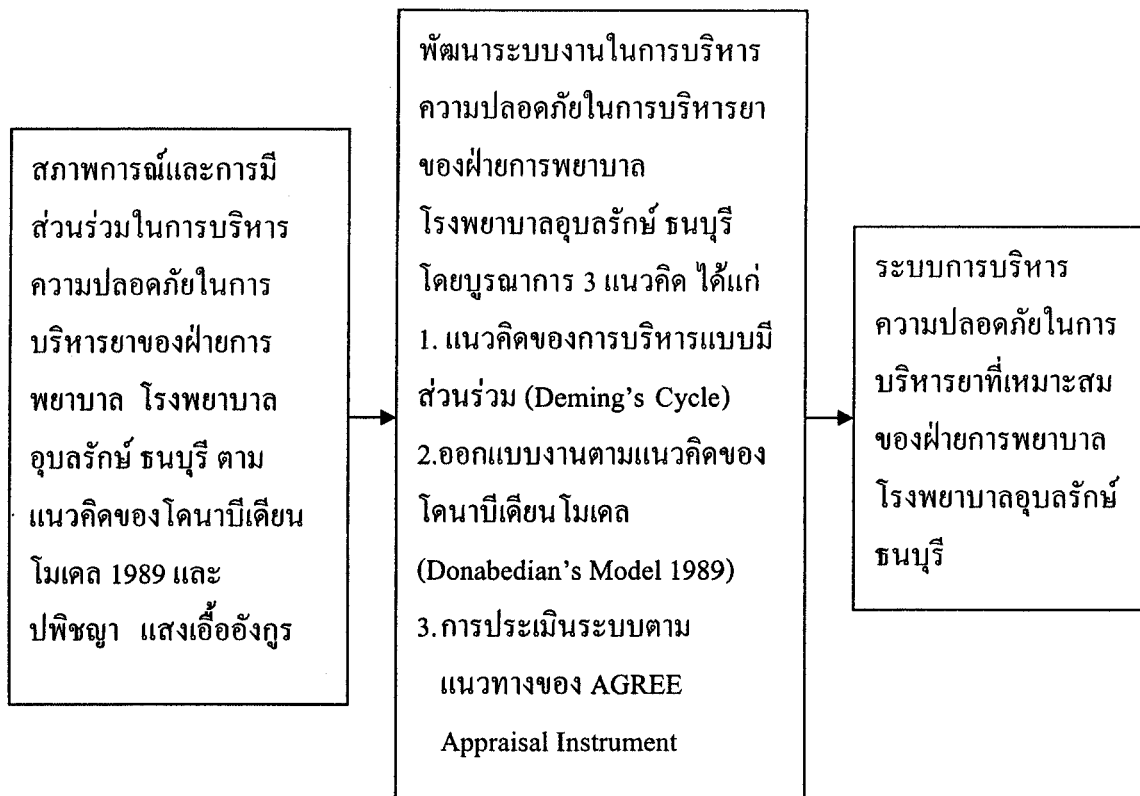 สภาพการณ์และการมี
ส่วนร่วมในการบริหาร
ความปลอดภัยในการ
บริหารยาของฝ่ายการ
พยาบาล โรงพยาบาล
อุบลรักษ์ ธนบุรี ตาม
แนวคิดของโดนาบีเดียน
โมเดล 1989 และ
ปพิชญา แสงเอื้ออังกูร
พัฒนาระบบงานในการบริหาร
ความปลอดภัยในการบริหารยา
ของฝ่ายการพยาบาล
โรงพยาบาลอุบลรักษ์ ธนบุรี
โดยบูรณาการ 3 แนวคิด ได้แก่
1. แนวคิดของการบริหารแบบมี
ส่วนร่วม (Deming's Cycle)
2.ออกแบบงานตามแนวคิดของ
โดนาบีเดียน โมเดล
(Donabedian's Model 1989)
3. การประเมินระบบตาม
แนวทางของ AGREE
Appraisal Instrument
ระบบการบริหาร
ความปลอดภัยในการ
บริหารยาที่เหมาะสม
ของฝ่ายการพยาบาล
โรงพยาบาลอุบลรักษ์
ธนบุรี